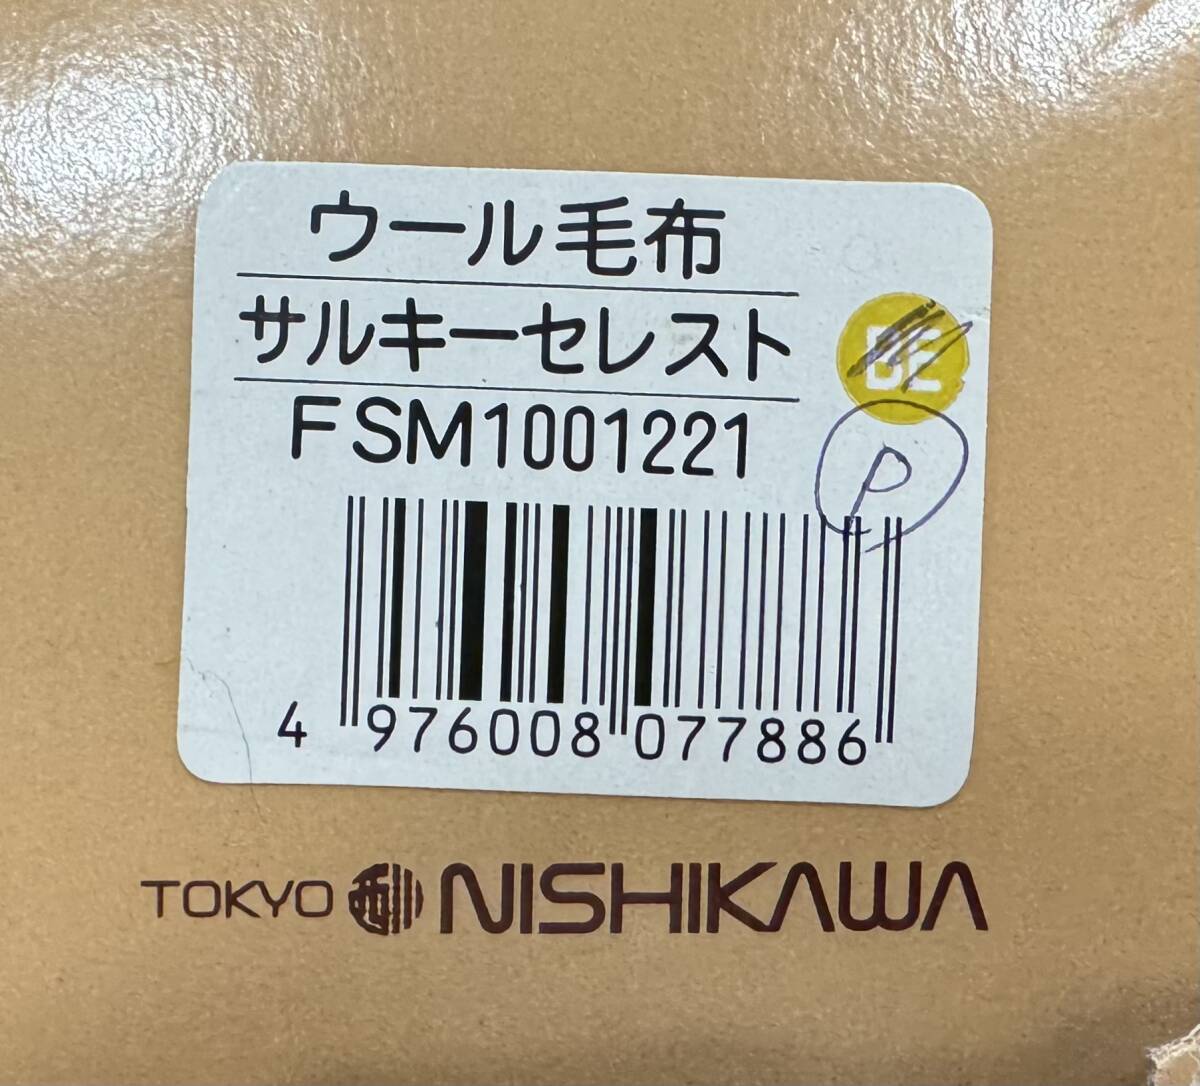 ウール毛布
サルキーセレスト
BE
FSM1001221
P
4 976008 077886
TOKYO NISHIKAWA